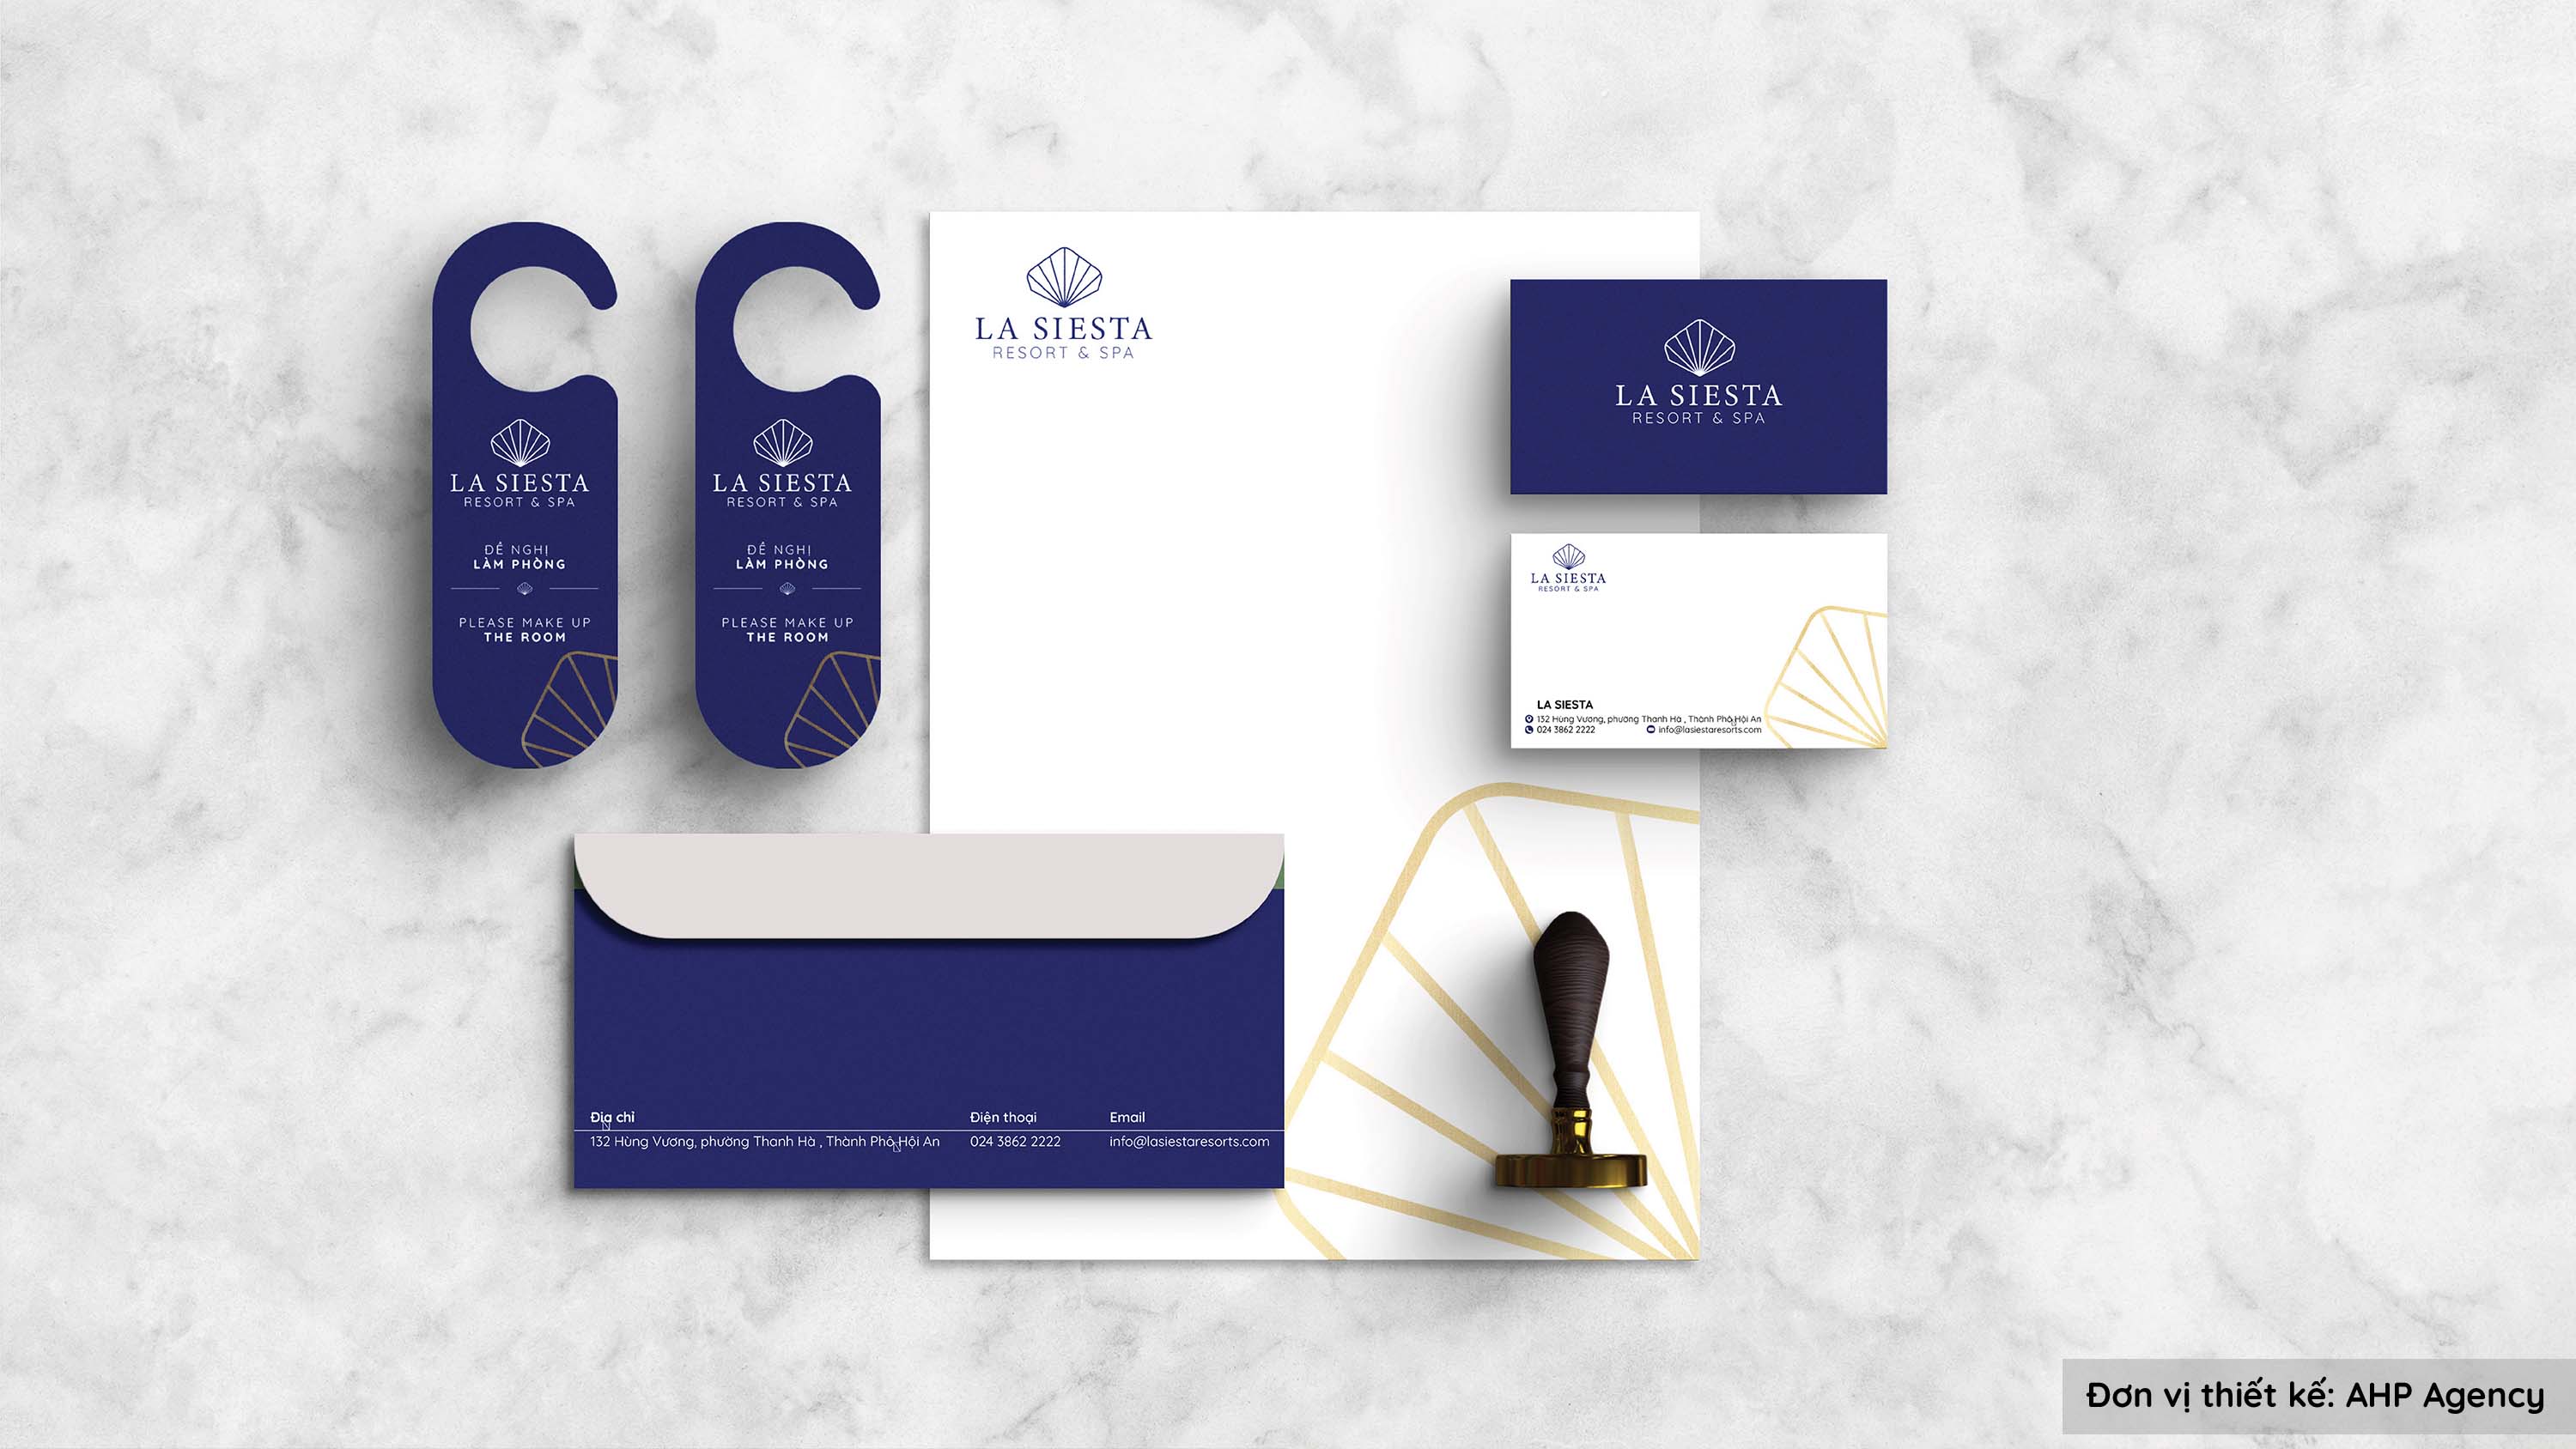 LA SIESTA
RESORT & SPA
ĐỀ NGHỊ
LÀM PHÒNG
PLEASE MAKE UP
THE ROOM
LA SIESTA
RESORT & SPA
ĐỀ NGHỊ
LÀM PHÒNG
PLEASE MAKE UP
THE ROOM
LA SIESTA
RESORT & SPA
LA SIESTA
RESORT & SPA
LA SIESTA
RESORT & SPA
LA SIESTA
132 Hùng Vương, phường Thanh Hà , Thành Phô Hội An
024 3862 2222 info@lasiestaresorts.com
Địa chỉ Điện thoại Email
132 Hùng Vương, phường Thanh Hà , Thành Phô Hội An 024 3862 2222 info@lasiestaresorts.com
Đơn vị thiết kế: AHP Agency